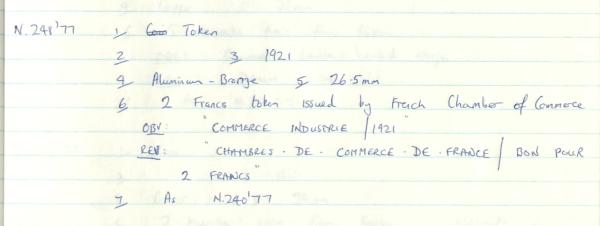 N.248'77 1 Token
2 3 1921
4 Aluminium - Bronze 5 26.5mm
6 2 Francs token issued by French Chamber of Commerce
OBV: "COMMERCE INDUSTRIE / 1921"
REV: "CHAMBRES · DE · COMMERCE · DE · FRANCE / BON POUR
2 FRANCS"
7 As N.240'77